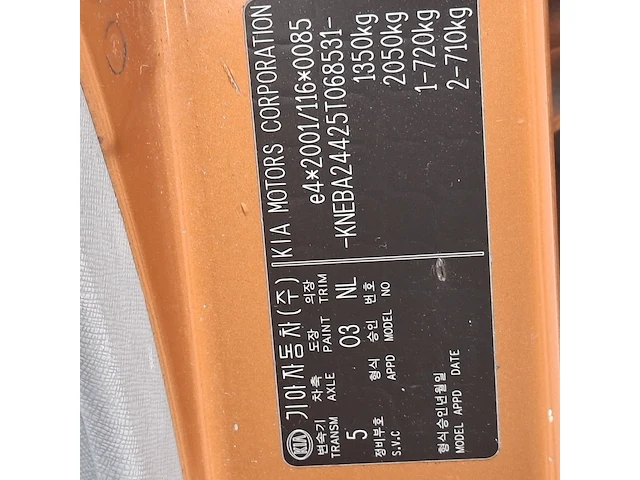 KIA 기아자동차(주) KIA MOTORS CORPORATION
변속기 차축 도장 의장 e4*2001/116*0085
TRANSM AXLE PAINT TRIM -KNEBA24425T068531-
5 03 NL 1350kg
정비부호 형식 승인 번호 2050kg
S.V.C APPD MODEL NO 1-720kg
2-710kg
형식승인년월일
MODEL APPD DATE